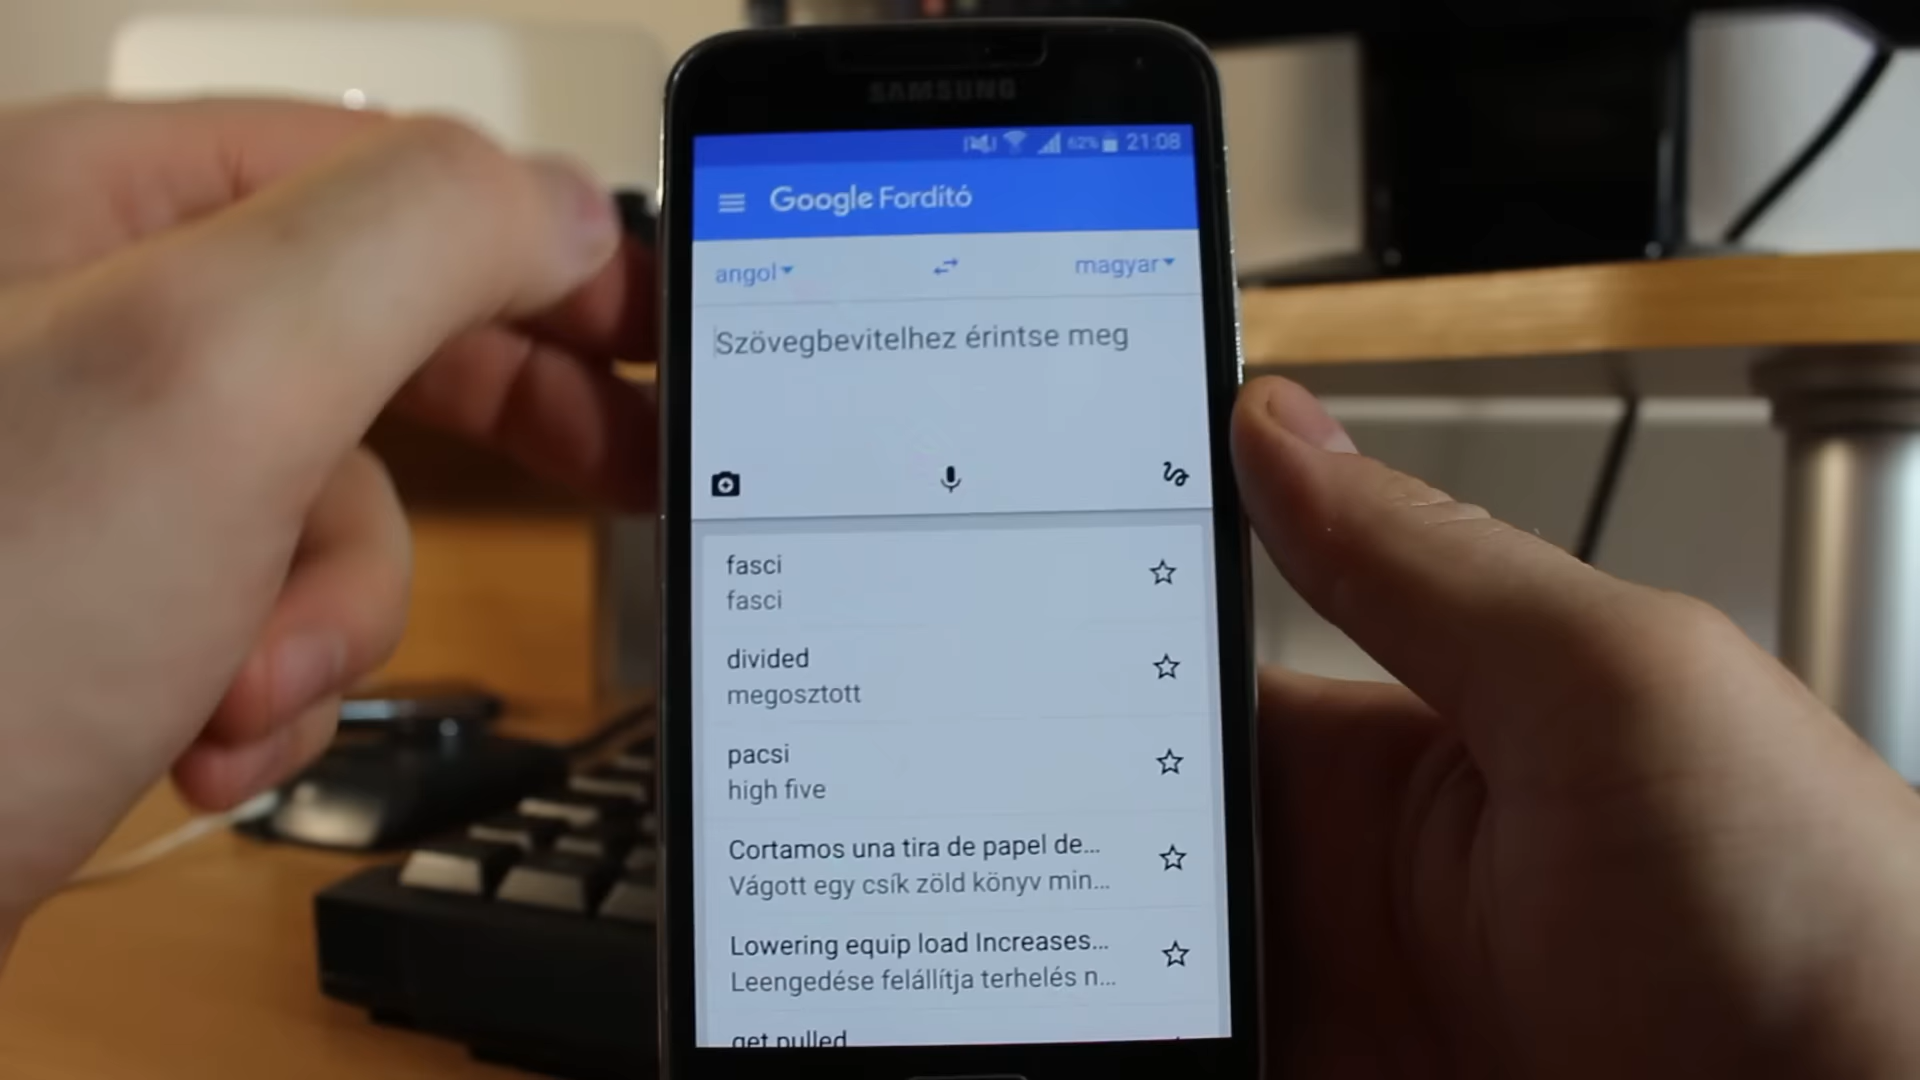 SAMSUNG
62% 21:08
Google Fordító
angol magyar
Szövegbevitelhez érintse meg
fasci
fasci
divided
megosztott
pacsi
high five
Cortamos una tira de papel de...
Vágott egy csík zöld könyv min...
Lowering equip load Increases...
Leengedése felállítja terhelés n...
get pulled